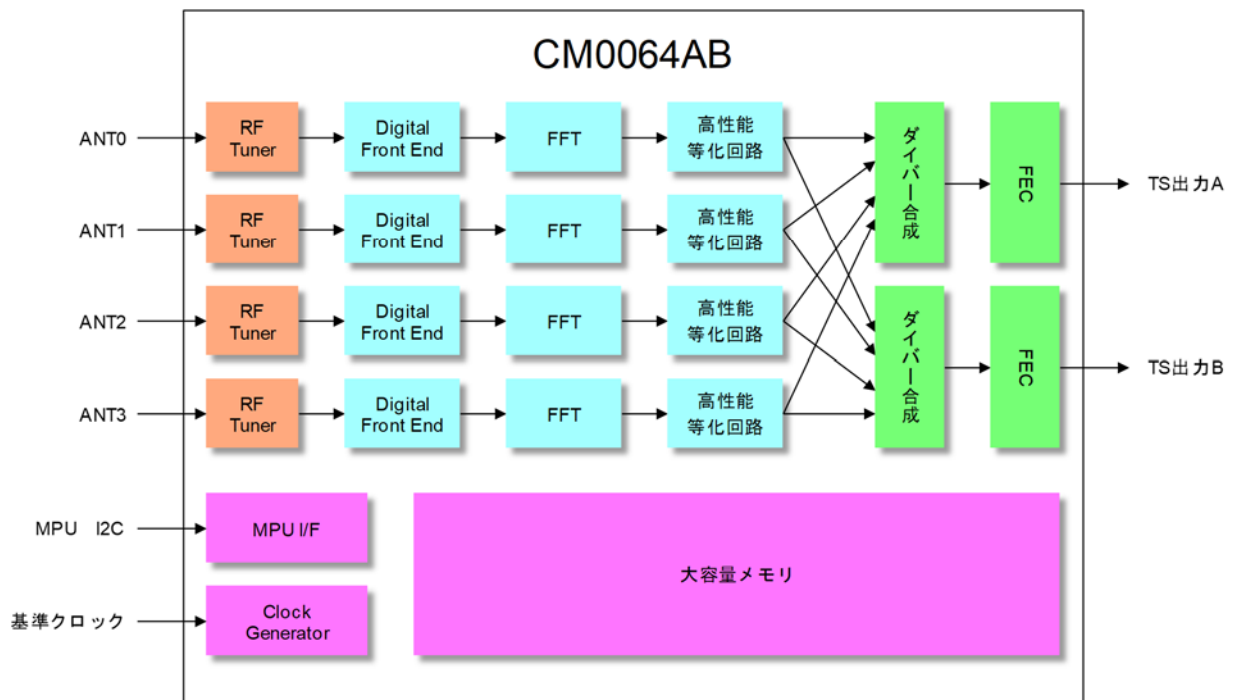 CM0064AB
ANT0
RF
Tuner
Digital
Front End
FFT
高性能
等化回路
ANT1
RF
Tuner
Digital
Front End
FFT
高性能
等化回路
ダイバー合成
FEC
TS出力A
ANT2
RF
Tuner
Digital
Front End
FFT
高性能
等化回路
ANT3
RF
Tuner
Digital
Front End
FFT
高性能
等化回路
ダイバー合成
FEC
TS出力B
MPU I2C
MPU I/F
大容量メモリ
基準クロック
Clock
Generator